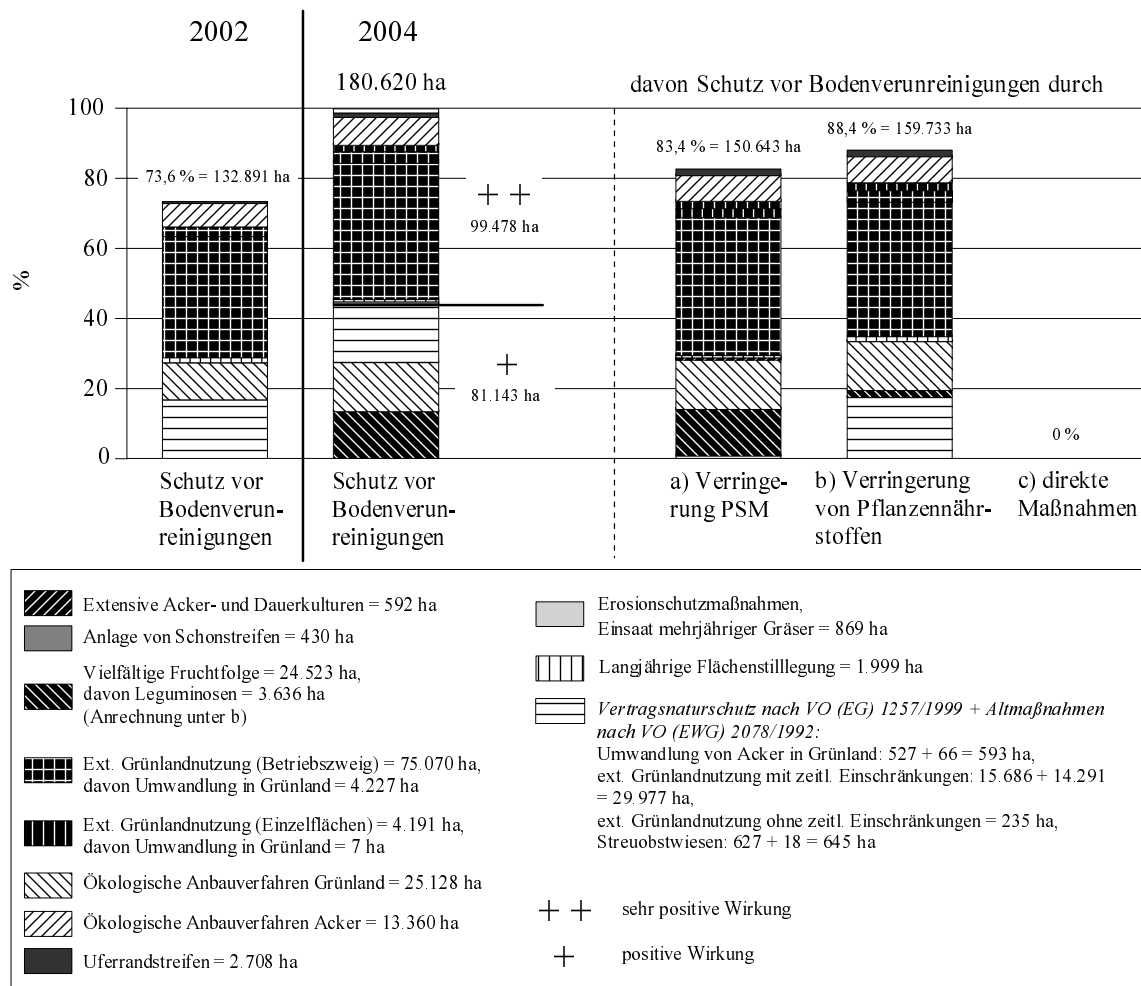 2002
2004
180.620 ha
davon Schutz vor Bodenverunreinigungen durch
100
80
60
40
20
0
%
73,6 % = 132.891 ha
+ +
99.478 ha
+
81.143 ha
83,4 % = 150.643 ha
88,4 % = 159.733 ha
0 %
Schutz vor
Bodenverun-
reinigungen
Schutz vor
Bodenverun-
reinigungen
a) Verringe-
rung PSM
b) Verringerung
von Pflanzennähr-
stoffen
c) direkte
Maßnahmen
Extensive Acker- und Dauerkulturen = 592 ha
Anlage von Schonstreifen = 430 ha
Vielfältige Fruchtfolge = 24.523 ha,
davon Leguminosen = 3.636 ha
(Anrechnung unter b)
Ext. Grünlandnutzung (Betriebszweig) = 75.070 ha,
davon Umwandlung in Grünland = 4.227 ha
Ext. Grünlandnutzung (Einzelflächen) = 4.191 ha,
davon Umwandlung in Grünland = 7 ha
Ökologische Anbauverfahren Grünland = 25.128 ha
Ökologische Anbauverfahren Acker = 13.360 ha
Uferrandstreifen = 2.708 ha
Erosionschutzmaßnahmen,
Einsaat mehrjähriger Gräser = 869 ha
Langjährige Flächenstilllegung = 1.999 ha
Vertragsnaturschutz nach VO (EG) 1257/1999 + Altmaßnahmen
nach VO (EWG) 2078/1992:
Umwandlung von Acker in Grünland: 527 + 66 = 593 ha,
ext. Grünlandnutzung mit zeitl. Einschränkungen: 15.686 + 14.291
= 29.977 ha,
ext. Grünlandnutzung ohne zeitl. Einschränkungen = 235 ha,
Streuobstwiesen: 627 + 18 = 645 ha
+ + sehr positive Wirkung
+ positive Wirkung